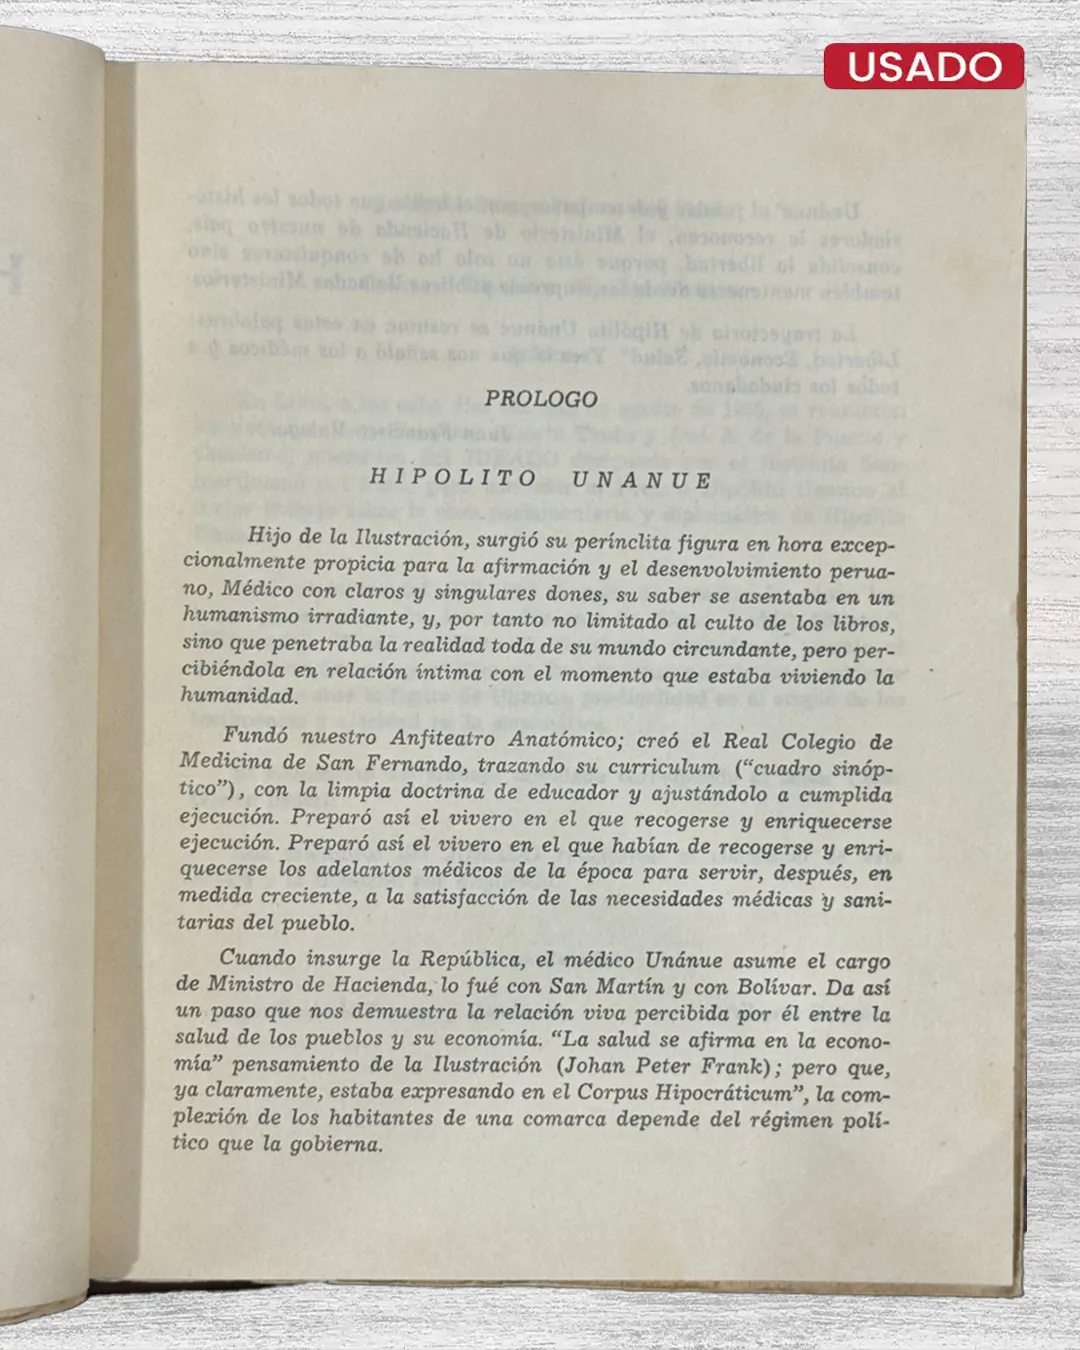 USADO
PROLOGO
HIPOLITO UNANUE
Hijo de la Ilustración, surgió su perínclita figura en hora excep-
cionalmente propicia para la afirmación y el desenvolvimiento perua-
no, Médico con claros y singulares dones, su saber se asentaba en un
humanismo irradiante, y, por tanto no limitado al culto de los libros,
sino que penetraba la realidad toda de su mundo circundante, pero per-
cibiéndola en relación íntima con el momento que estaba viviendo la
humanidad.
Fundó nuestro Anfiteatro Anatómico; creó el Real Colegio de
Medicina de San Fernando, trazando su curriculum (“cuadro sinóp-
tico”), con la limpia doctrina de educador y ajustándolo a cumplida
ejecución. Preparó así el vivero en el que recogerse y enriquecerse
ejecución. Preparó así el vivero en el que habían de recogerse y enri-
quecerse los adelantos médicos de la época para servir, después, en
medida creciente, a la satisfacción de las necesidades médicas y sani-
tarias del pueblo.
Cuando insurge la República, el médico Unánue asume el cargo
de Ministro de Hacienda, lo fué con San Martín y con Bolívar. Da así
un paso que nos demuestra la relación viva percibida por él entre la
salud de los pueblos y su economía. “La salud se afirma en la econo-
mía” pensamiento de la Ilustración (Johan Peter Frank); pero que,
ya claramente, estaba expresando en el Corpus Hipocráticum”, la com-
plexión de los habitantes de una comarca depende del régimen polí-
tico que la gobierna.